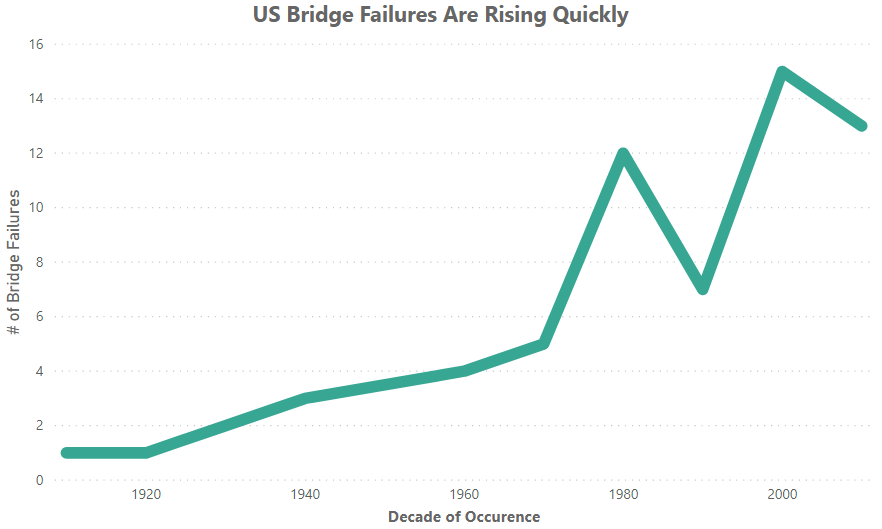 US Bridge Failures Are Rising Quickly
16
14
12
10
8
6
4
2
0
# of Bridge Failures
1920 1940 1960 1980 2000
Decade of Occurence